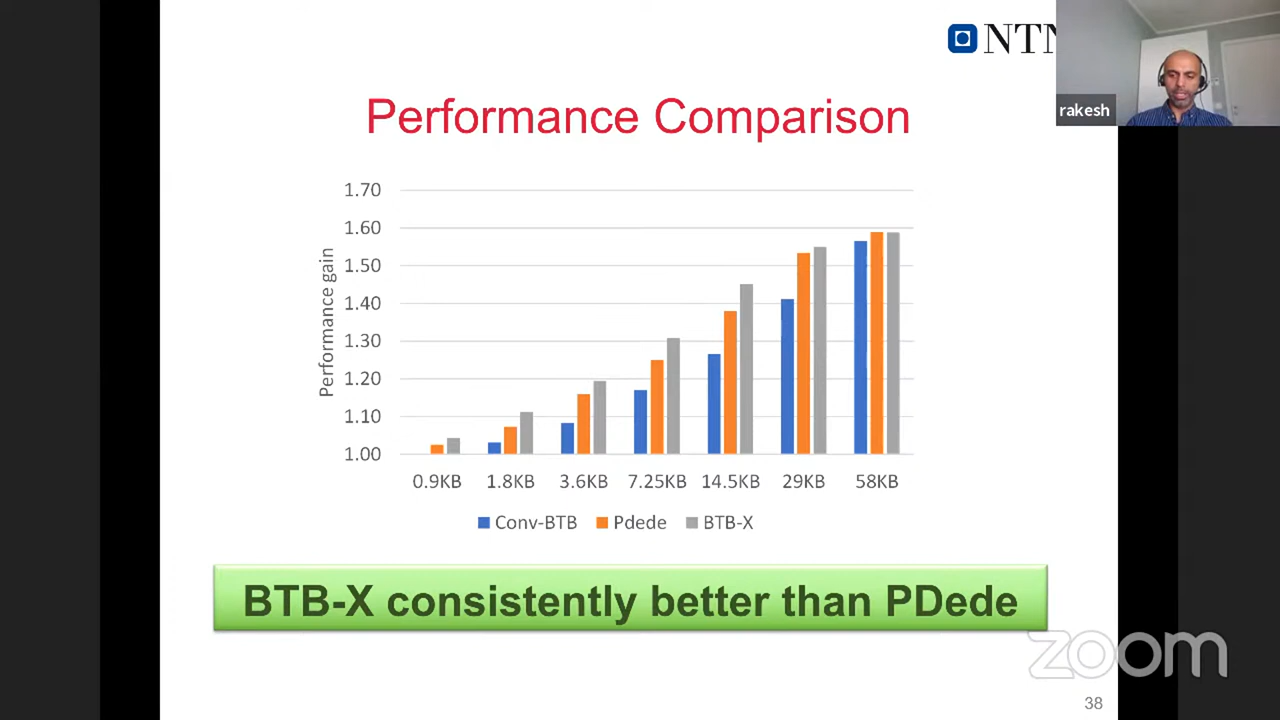 NTN
rakesh
Performance Comparison
1.70
1.60
1.50
1.40
1.30
1.20
1.10
1.00
Performance gain
0.9KB 1.8KB 3.6KB 7.25KB 14.5KB 29KB 58KB
Conv-BTB Pdede BTB-X
BTB-X consistently better than PDede
zoom
38